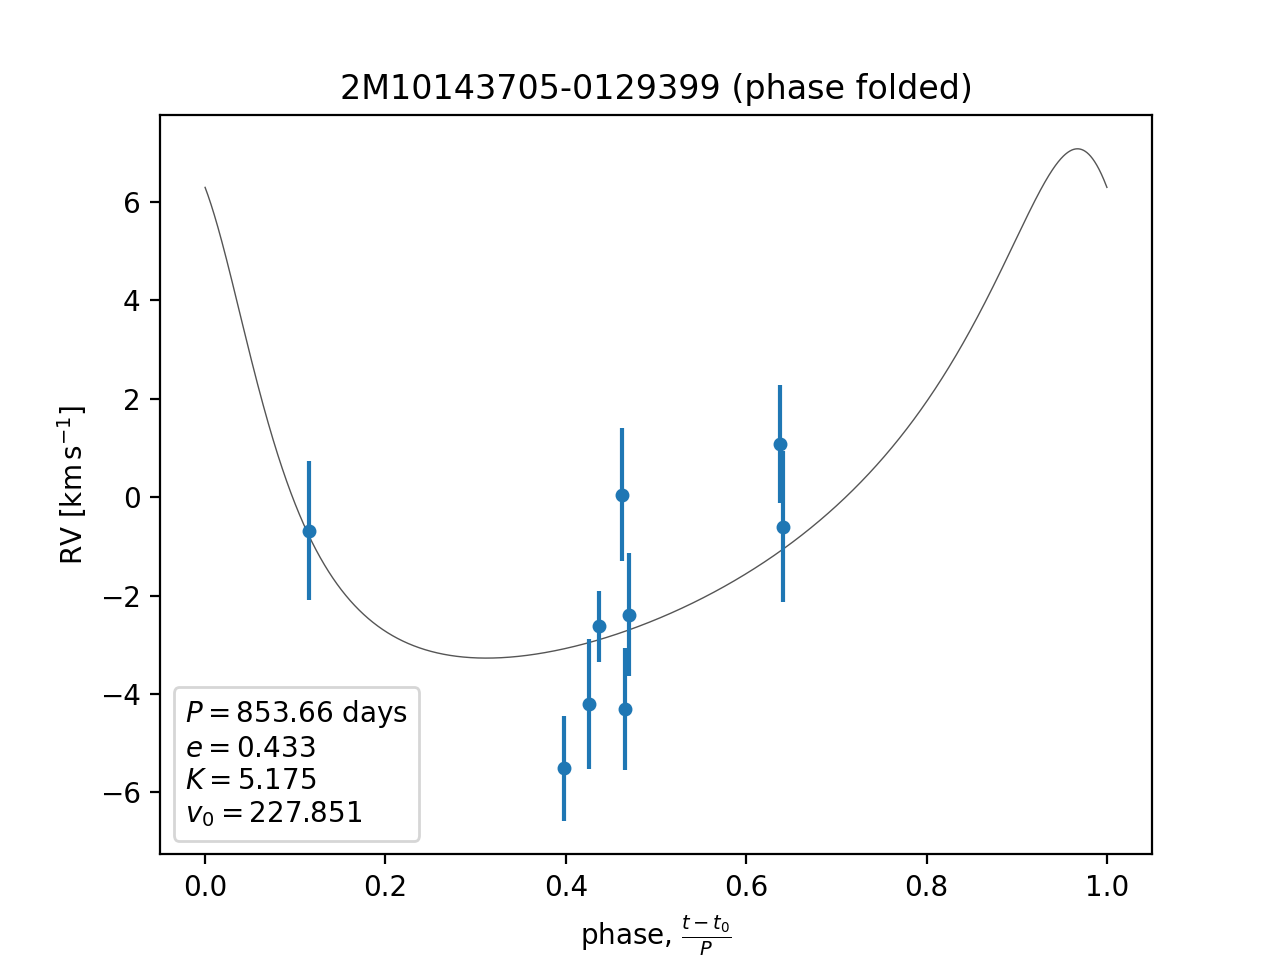 2M10143705-0129399 (phase folded)
RV [km s⁻¹]
6
4
2
0
−2
−4
−6
P = 853.66 days
e = 0.433
K = 5.175
v₀ = 227.851
0.0 0.2 0.4 0.6 0.8 1.0
phase, (t − t₀)/P